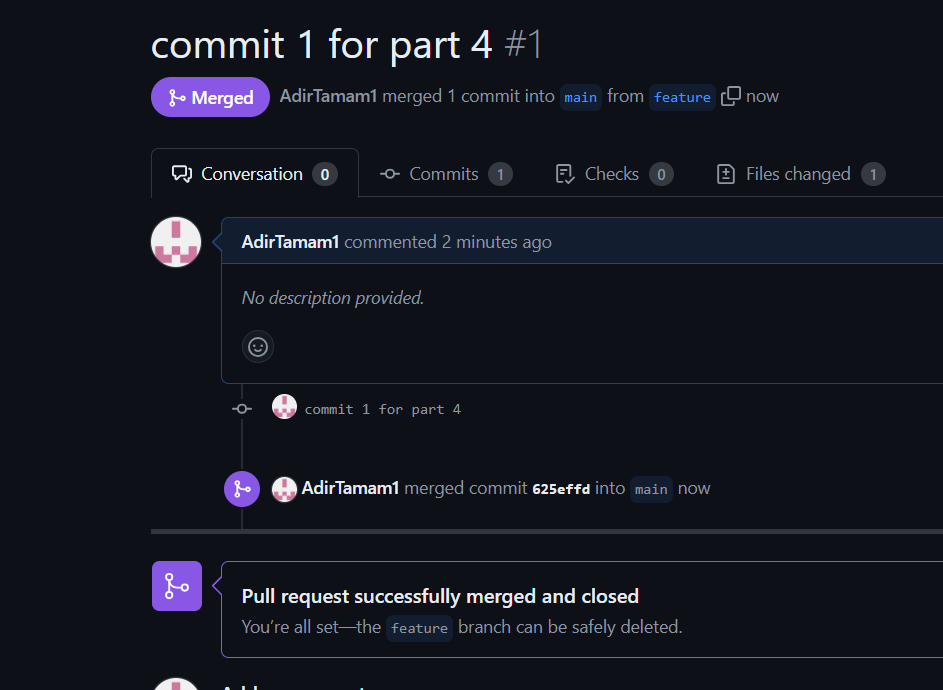 commit 1 for part 4 #1
Merged AdirTamam1 merged 1 commit into main from feature now
Conversation 0 Commits 1 Checks 0 Files changed 1
AdirTamam1 commented 2 minutes ago
No description provided.
commit 1 for part 4
AdirTamam1 merged commit 625effd into main now
Pull request successfully merged and closed
You’re all set—the feature branch can be safely deleted.